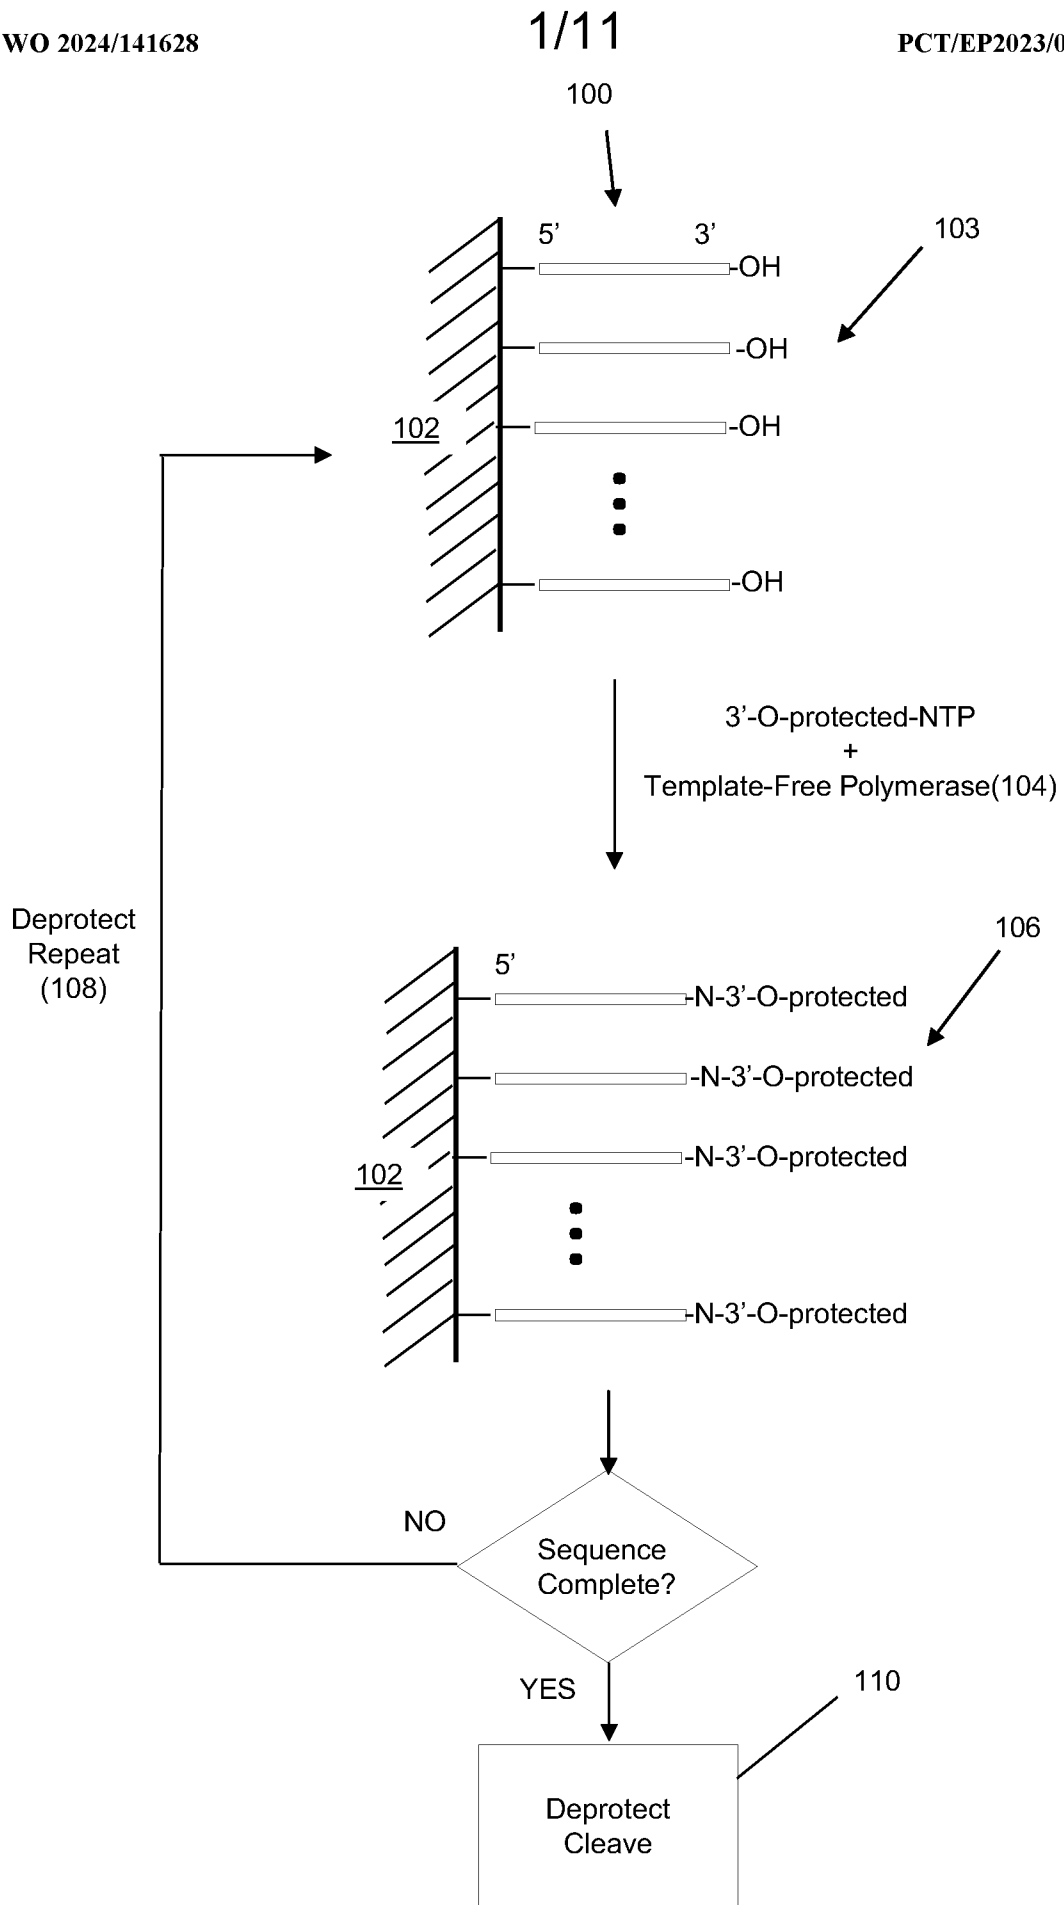 WO 2024/141628
1/11
PCT/EP2023/0
100
5’ 3’
103
-OH
-OH
102
-OH
-OH
3’-O-protected-NTP
+
Template-Free Polymerase(104)
Deprotect
Repeat
(108)
106
5’
-N-3’-O-protected
-N-3’-O-protected
102
-N-3’-O-protected
-N-3’-O-protected
NO
Sequence
Complete?
YES
110
Deprotect
Cleave